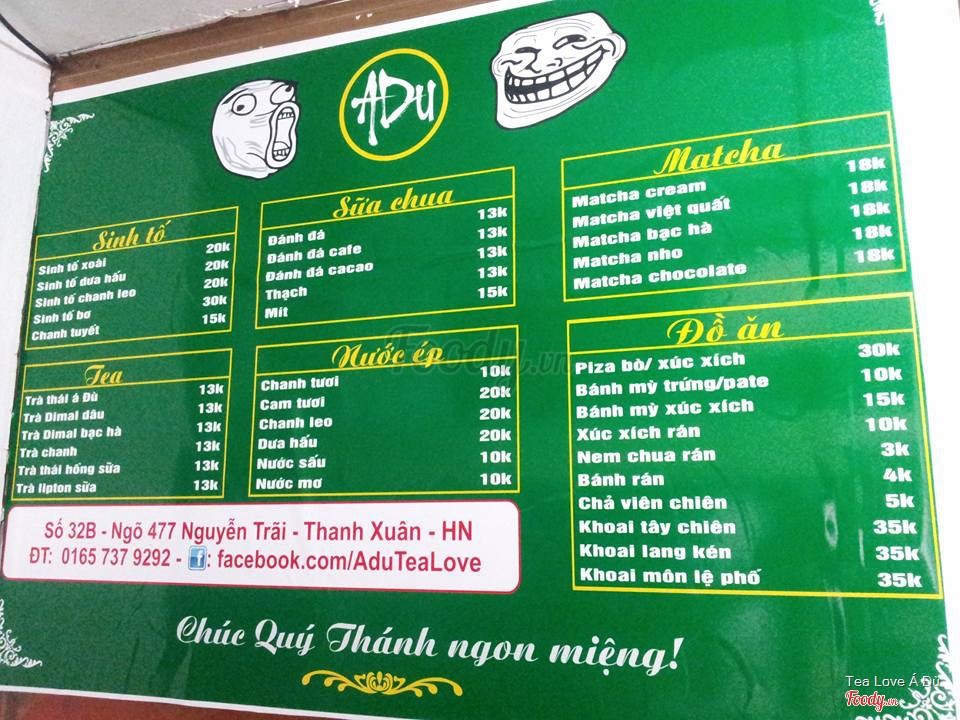 ADU
Sinh tố
Sinh tố xoài 20k
Sinh tố dưa hấu 20k
Sinh tố chanh leo 20k
Sinh tố bơ 30k
Chanh tuyết 15k
Sữa chua
Đánh đá 13k
Đánh đá cafe 13k
Đánh đá cacao 13k
Thạch 13k
Mít 15k
Matcha
Matcha cream 18k
Matcha việt quất 18k
Matcha bạc hà 18k
Matcha nho 18k
Matcha chocolate 18k
Tea
Trà thái á Dù 13k
Trà Dimal dâu 13k
Trà Dimal bạc hà 13k
Trà chanh 13k
Trà thái hồng sữa 13k
Trà lipton sữa 13k
Nước ép
Chanh tươi 10k
Cam tươi 20k
Chanh leo 20k
Dưa hấu 20k
Nước sấu 10k
Nước mơ 10k
Đồ ăn
Piza bò/ xúc xích 30k
Bánh mỳ trứng/pate 10k
Bánh mỳ xúc xích 15k
Xúc xích rán 10k
Nem chua rán 3k
Bánh rán 4k
Chả viên chiên 5k
Khoai tây chiên 35k
Khoai lang kén 35k
Khoai môn lệ phố 35k
Số 32B - Ngõ 477 Nguyễn Trãi - Thanh Xuân - HN
ĐT: 0165 737 9292 - f: facebook.com/AduTeaLove
Chúc Quý Thánh ngon miệng!
Foody.vn
Tea Love Á Dù
Foody.vn